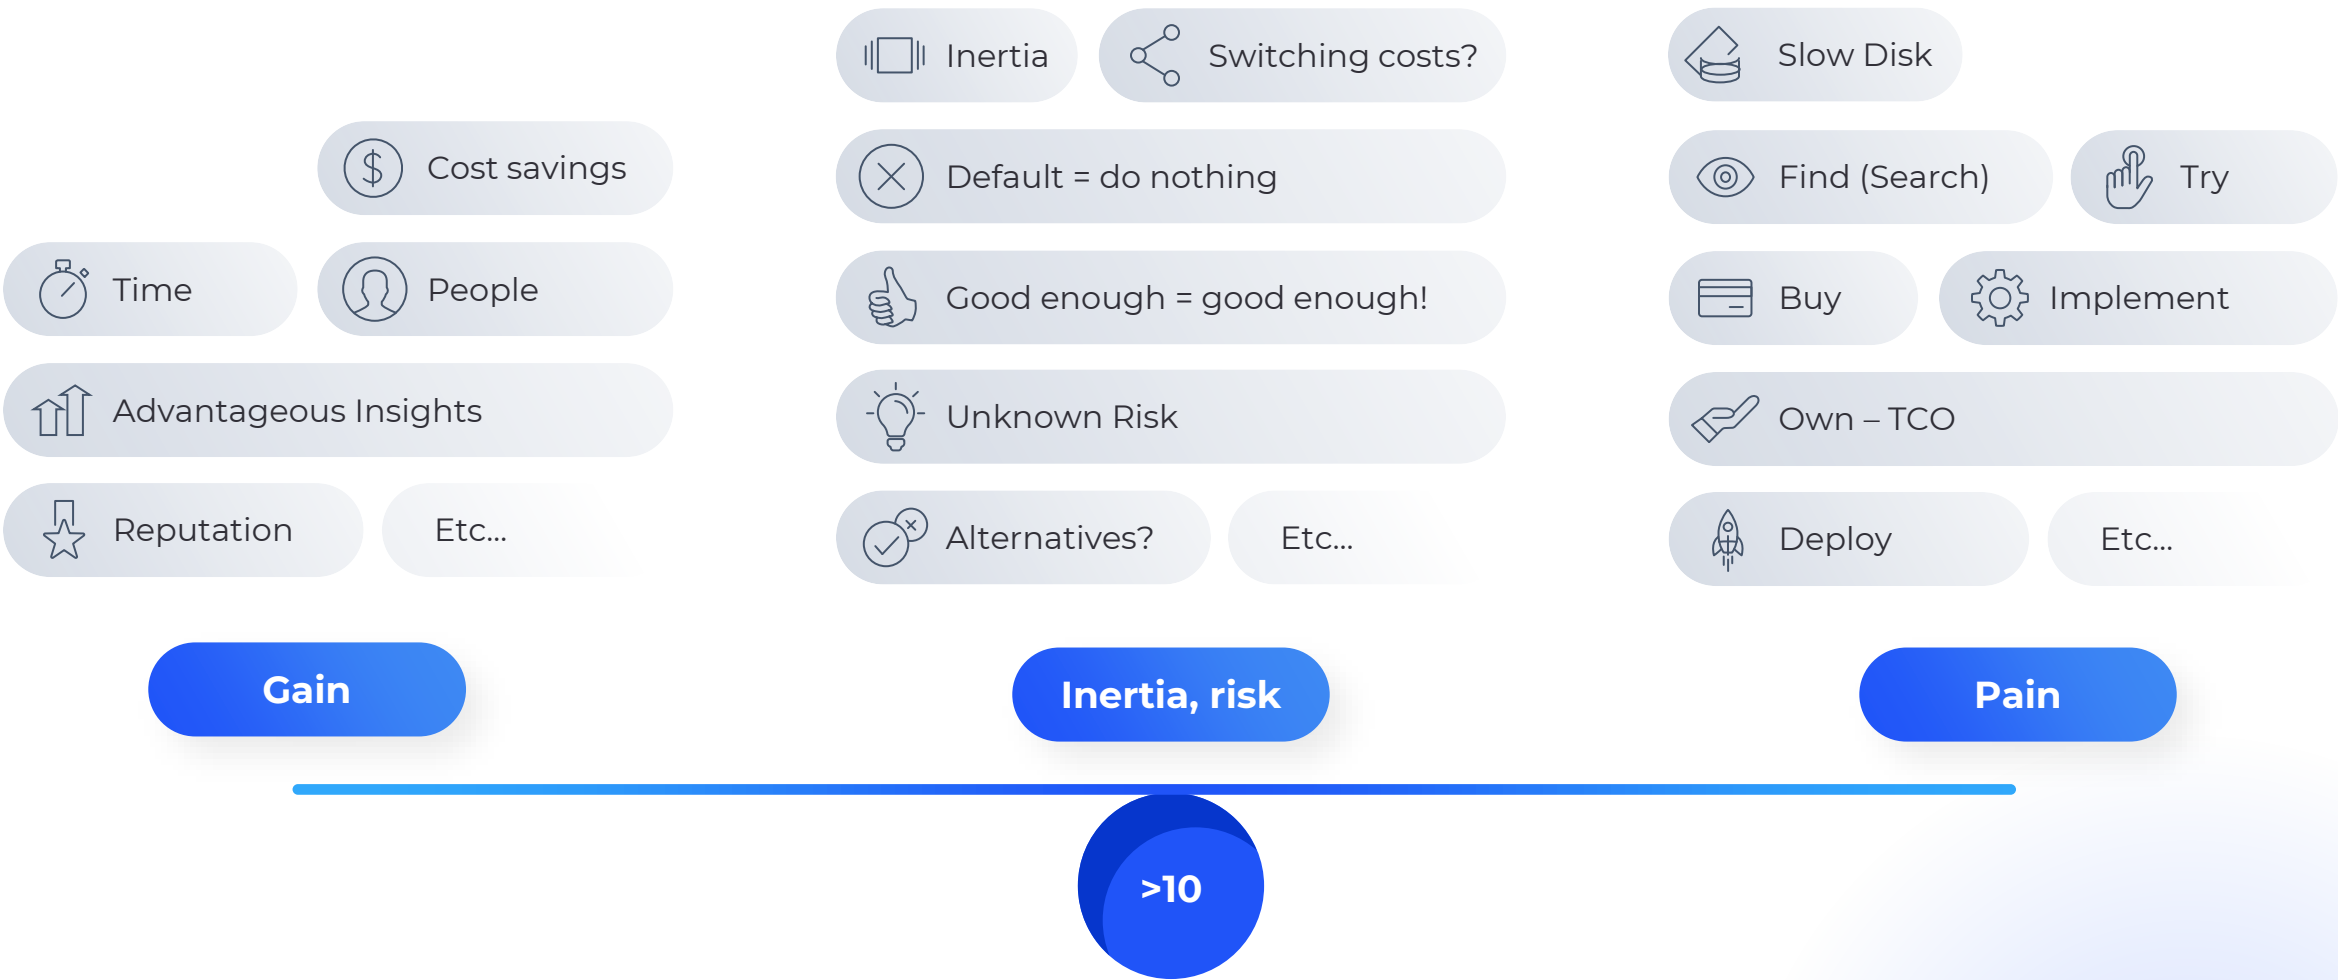 Cost savings
Time
People
Advantageous Insights
Reputation
Etc...
Gain
Inertia
Switching costs?
Default = do nothing
Good enough = good enough!
Unknown Risk
Alternatives?
Etc...
Inertia, risk
Slow Disk
Find (Search)
Try
Buy
Implement
Own – TCO
Deploy
Etc...
Pain
>10